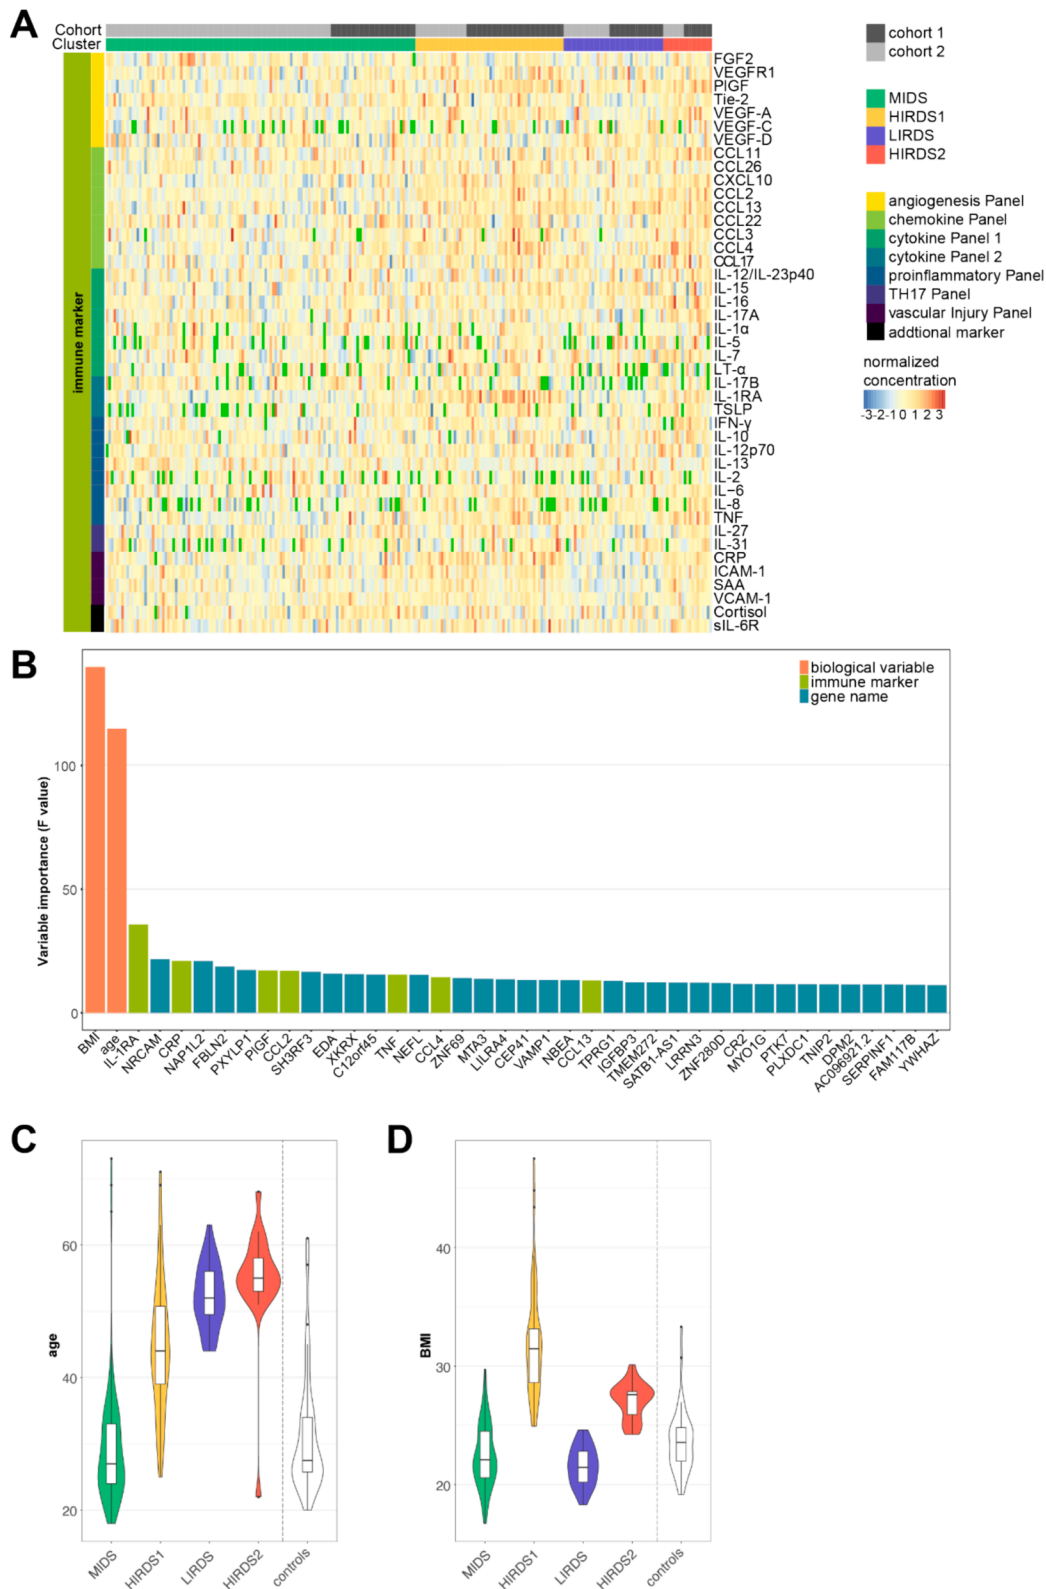 A
Cohort
Cluster
immune marker
FGF2
VEGFR1
PlGF
Tie-2
VEGF-A
VEGF-C
VEGF-D
CCL11
CCL26
CXCL10
CCL2
CCL13
CCL22
CCL3
CCL4
CCL17
IL-12/IL-23p40
IL-15
IL-16
IL-17A
IL-1α
IL-5
IL-7
LT-α
IL-17B
IL-1RA
TSLP
IFN-γ
IL-10
IL-12p70
IL-13
IL-2
IL-6
IL-8
TNF
IL-27
IL-31
CRP
ICAM-1
SAA
VCAM-1
Cortisol
sIL-6R
cohort 1
cohort 2
MIDS
HIRDS1
LIRDS
HIRDS2
angiogenesis Panel
chemokine Panel
cytokine Panel 1
cytokine Panel 2
proinflammatory Panel
TH17 Panel
vascular Injury Panel
addtional marker
normalized
concentration
-3-2-1 0 1 2 3
B
Variable importance (F value)
100
50
0
biological variable
immune marker
gene name
BMI
age
IL-1RA
NRCAM
CRP
NAP1L2
FBLN2
PXYLP1
PlGF
CCL2
SH3RF3
EDA
XKRX
C12orf45
TNF
NEFL
CCL4
ZNF69
MTA3
LILRA4
CEP41
VAMP1
NBEA
CCL13
TPRG1
IGFBP3
TMEM272
SATB1-AS1
LRRN3
ZNF280D
CR2
MYO1G
PTK7
PLXDC1
TNIP2
DPM2
AC096921.2
SERPINF1
FAM117B
YWHAZ
C
age
60
40
20
MIDS
HIRDS1
LIRDS
HIRDS2
controls
D
BMI
40
30
20
MIDS
HIRDS1
LIRDS
HIRDS2
controls